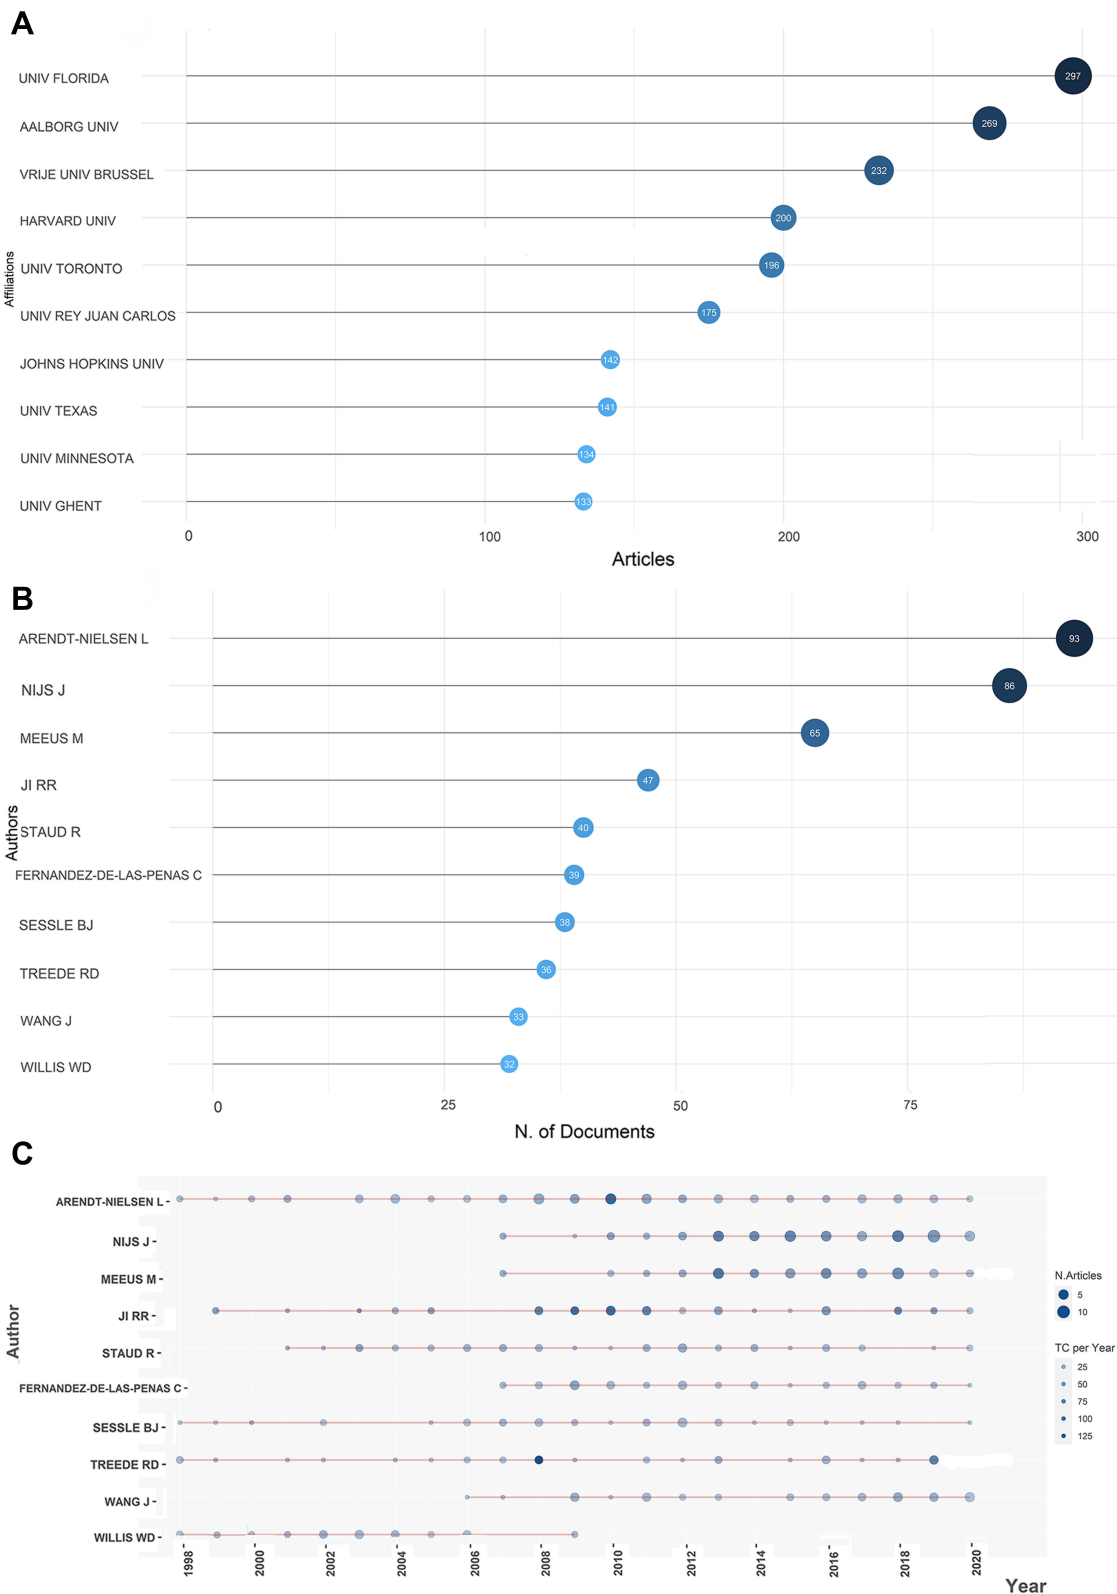 A
UNIV FLORIDA
297
AALBORG UNIV
269
VRIJE UNIV BRUSSEL
232
HARVARD UNIV
200
UNIV TORONTO
196
Affiliations
UNIV REY JUAN CARLOS
175
JOHNS HOPKINS UNIV
142
UNIV TEXAS
141
UNIV MINNESOTA
134
UNIV GHENT
133
0 100 200 300
Articles
B
ARENDT-NIELSEN L
93
NIJS J
86
MEEUS M
65
JI RR
47
Authors
STAUD R
40
FERNANDEZ-DE-LAS-PENAS C
39
SESSLE BJ
38
TREEDE RD
36
WANG J
33
WILLIS WD
32
0 25 50 75
N. of Documents
C
ARENDT-NIELSEN L
NIJS J
MEEUS M
JI RR
Author
STAUD R
FERNANDEZ-DE-LAS-PENAS C
SESSLE BJ
TREEDE RD
WANG J
WILLIS WD
N.Articles
5
10
TC per Year
25
50
75
100
125
1998 2000 2002 2004 2006 2008 2010 2012 2014 2016 2018 2020
Year